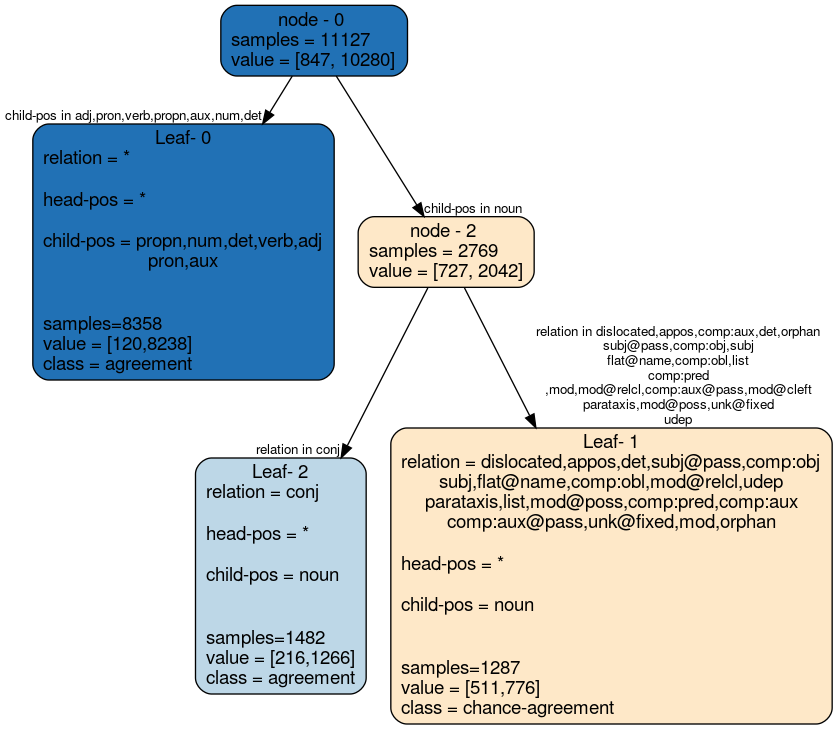 node - 0
samples = 11127
value = [847, 10280]
child-pos in adj,pron,verb,propn,aux,num,det
Leaf- 0
relation = *
head-pos = *
child-pos = propn,num,det,verb,adj
pron,aux
samples=8358
value = [120,8238]
class = agreement
child-pos in noun
node - 2
samples = 2769
value = [727, 2042]
relation in conj
Leaf- 2
relation = conj
head-pos = *
child-pos = noun
samples=1482
value = [216,1266]
class = agreement
relation in dislocated,appos,comp:aux,det,orphan
subj@pass,comp:obj,subj
flat@name,comp:obl,list
comp:pred
,mod,mod@relcl,comp:aux@pass,mod@cleft
parataxis,mod@poss,unk@fixed
udep
Leaf- 1
relation = dislocated,appos,det,subj@pass,comp:obj
subj,flat@name,comp:obl,mod@relcl,udep
parataxis,list,mod@poss,comp:pred,comp:aux
comp:aux@pass,unk@fixed,mod,orphan
head-pos = *
child-pos = noun
samples=1287
value = [511,776]
class = chance-agreement